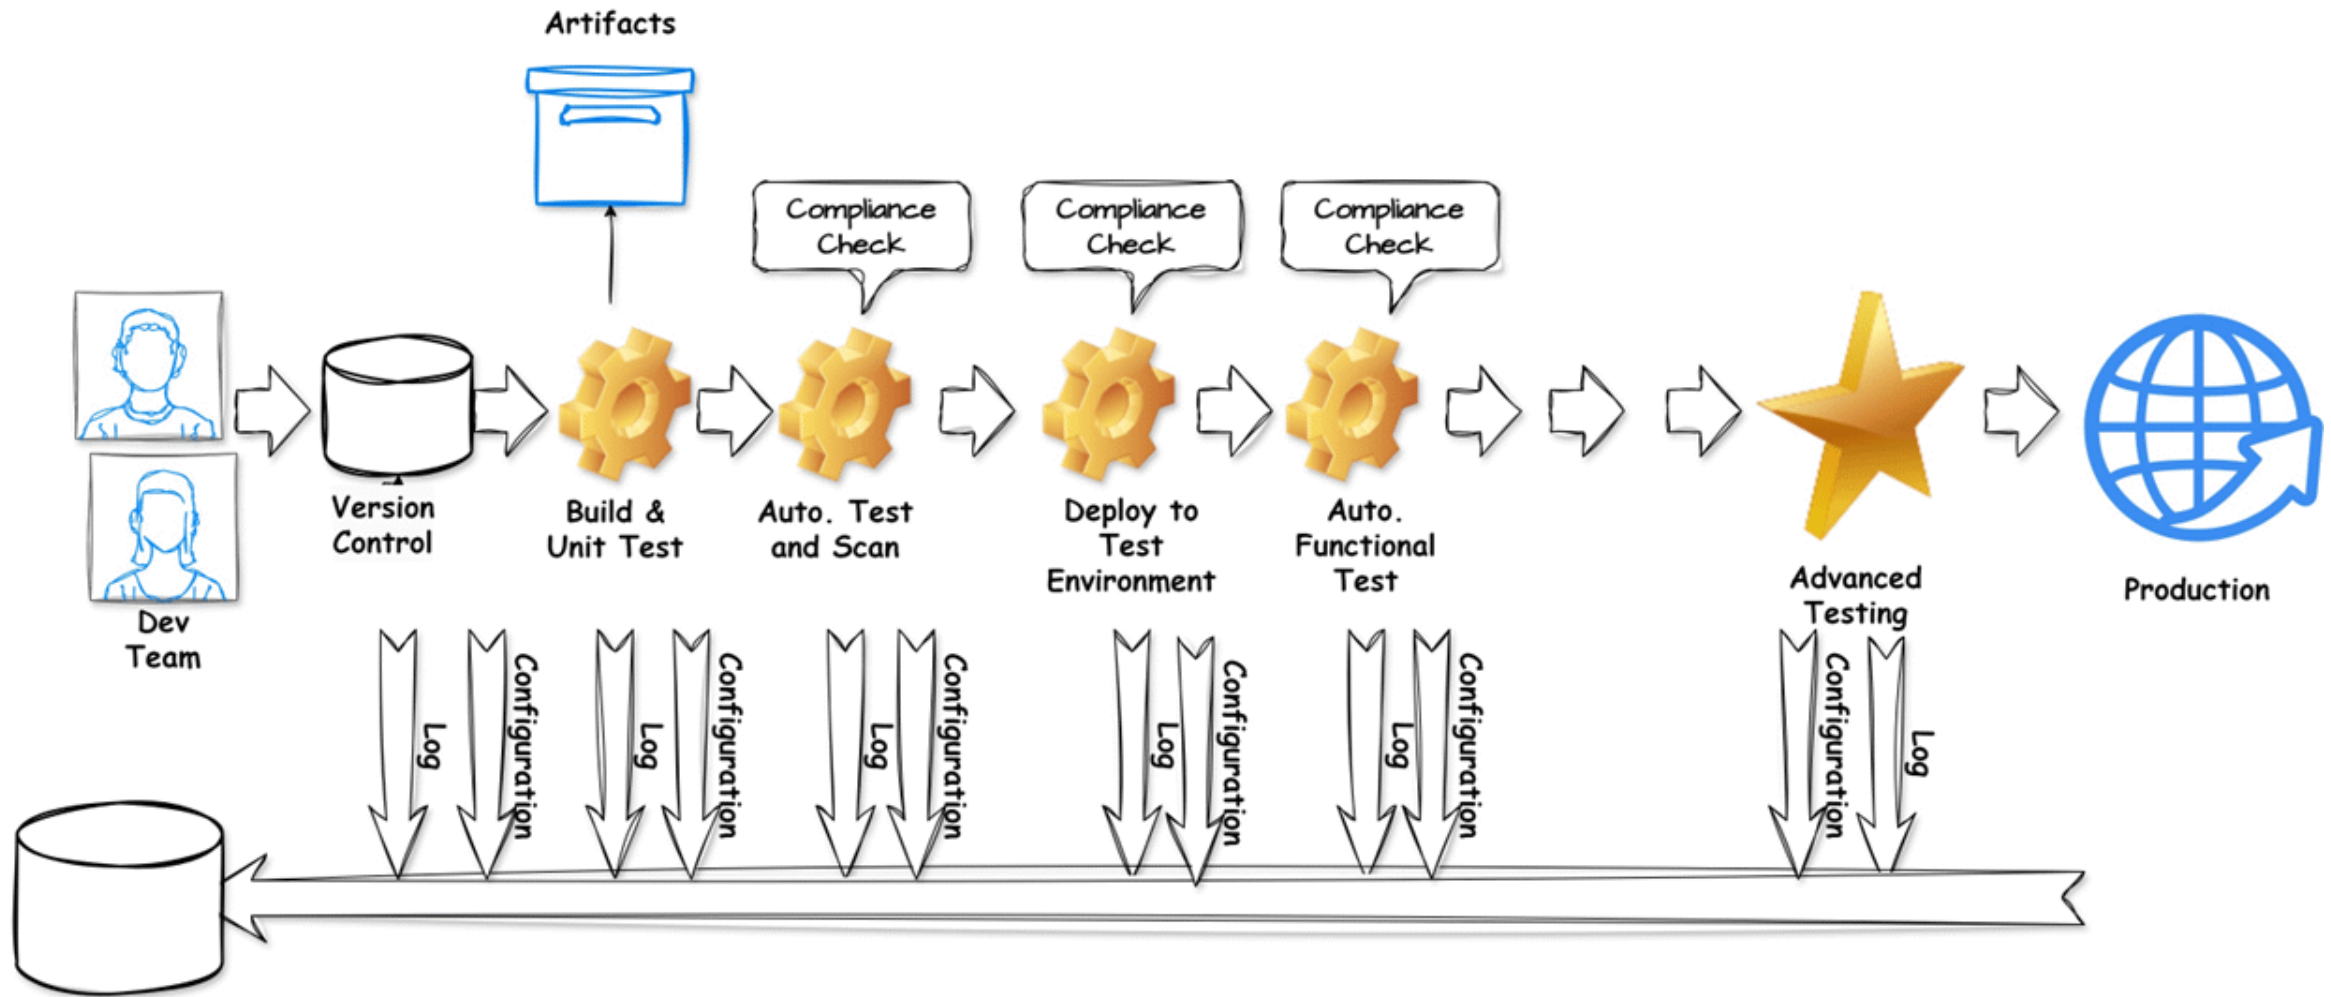 Artifacts
Compliance
Check
Compliance
Check
Compliance
Check
Dev
Team
Version
Control
Build &
Unit Test
Auto. Test
and Scan
Deploy to
Test
Environment
Auto.
Functional
Test
Advanced
Testing
Production
Log
Configuration
Log
Configuration
Log
Configuration
Log
Configuration
Log
Configuration
Configuration
Log